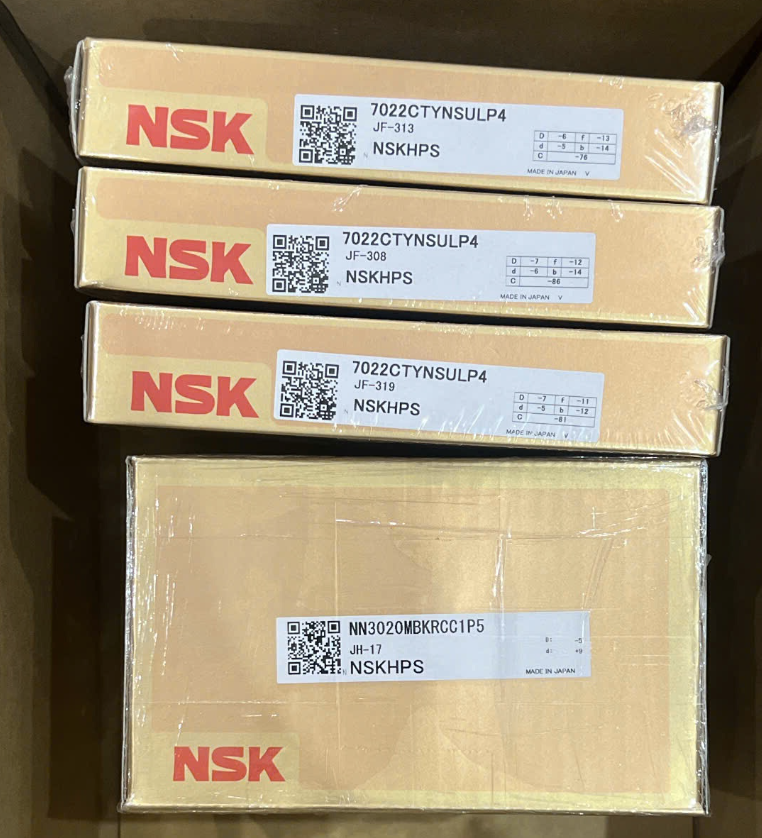 NSK
7022CTYNSULP4
JF-313
NSKHPS
D -6 f -13
d -5 b -14
C -76
MADE IN JAPAN V
NSK
7022CTYNSULP4
JF-308
NSKHPS
D -7 f -12
d -6 b -14
C -86
MADE IN JAPAN V
NSK
7022CTYNSULP4
JF-319
NSKHPS
D -7 f -11
d -5 b -12
C -81
MADE IN JAPAN V
NN3020MBKRCC1P5
JH-17
NSKHPS
D: -5
d: +0
MADE IN JAPAN
NSK